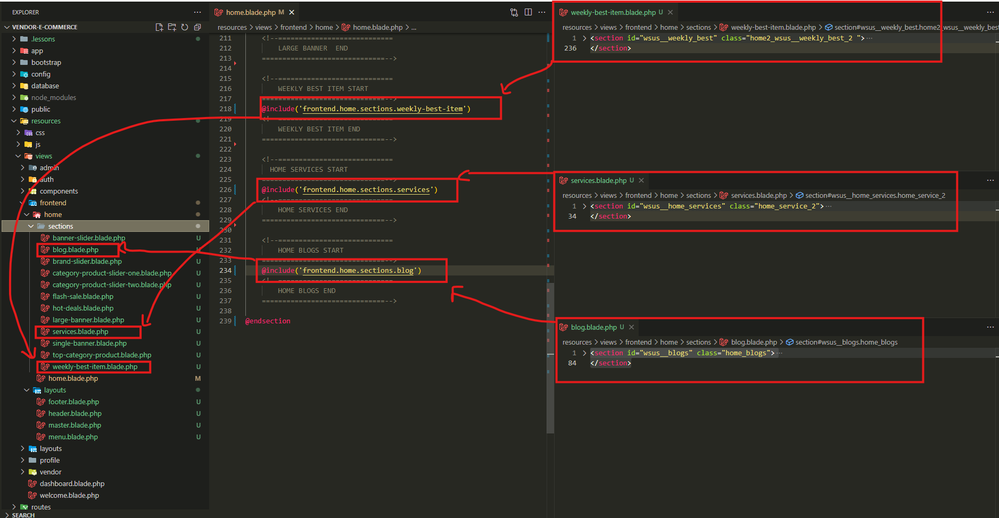 EXPLORER
VENDOR-E-COMMERCE
.lessons
app
bootstrap
config
database
node_modules
public
resources
css
js
views
admin
auth
components
frontend
home
sections
banner-slider.blade.php U
blog.blade.php U
brand-slider.blade.php U
category-product-slider-one.blade.php U
category-product-slider-two.blade.php U
flash-sale.blade.php U
hot-deals.blade.php U
large-banner.blade.php U
services.blade.php U
single-banner.blade.php U
top-category-product.blade.php U
weekly-best-item.blade.php U
home.blade.php M
layouts
footer.blade.php U
header.blade.php U
master.blade.php U
menu.blade.php U
layouts
profile
vendor
dashboard.blade.php
welcome.blade.php
routes
SEARCH
home.blade.php M
resources > views > frontend > home > home.blade.php > ...
211 <!--============================
212 LARGE BANNER  END
213 ==============================-->
214
215 <!--============================
216 WEEKLY BEST ITEM START
217 ==============================-->
218 @include('frontend.home.sections.weekly-best-item')
219 <!--============================
220 WEEKLY BEST ITEM END
221 ==============================-->
222
223 <!--============================
224 HOME SERVICES START
225 ==============================-->
226 @include('frontend.home.sections.services')
227 <!--============================
228 HOME SERVICES END
229 ==============================-->
230
231 <!--============================
232 HOME BLOGS START
233 ==============================-->
234 @include('frontend.home.sections.blog')
235 <!--============================
236 HOME BLOGS END
237 ==============================-->
238
239 @endsection
weekly-best-item.blade.php U
resources > views > frontend > home > sections > weekly-best-item.blade.php > section#wsus__weekly_best.home2_wsus__weekly_best
1 <section id="wsus__weekly_best" class="home2_wsus__weekly_best_2 ">···
236 </section>
services.blade.php U
resources > views > frontend > home > sections > services.blade.php > section#wsus__home_services.home_service_2
1 <section id="wsus__home_services" class="home_service_2">···
34 </section>
blog.blade.php U
resources > views > frontend > home > sections > blog.blade.php > section#wsus__blogs.home_blogs
1 <section id="wsus__blogs" class="home_blogs">···
84 </section>